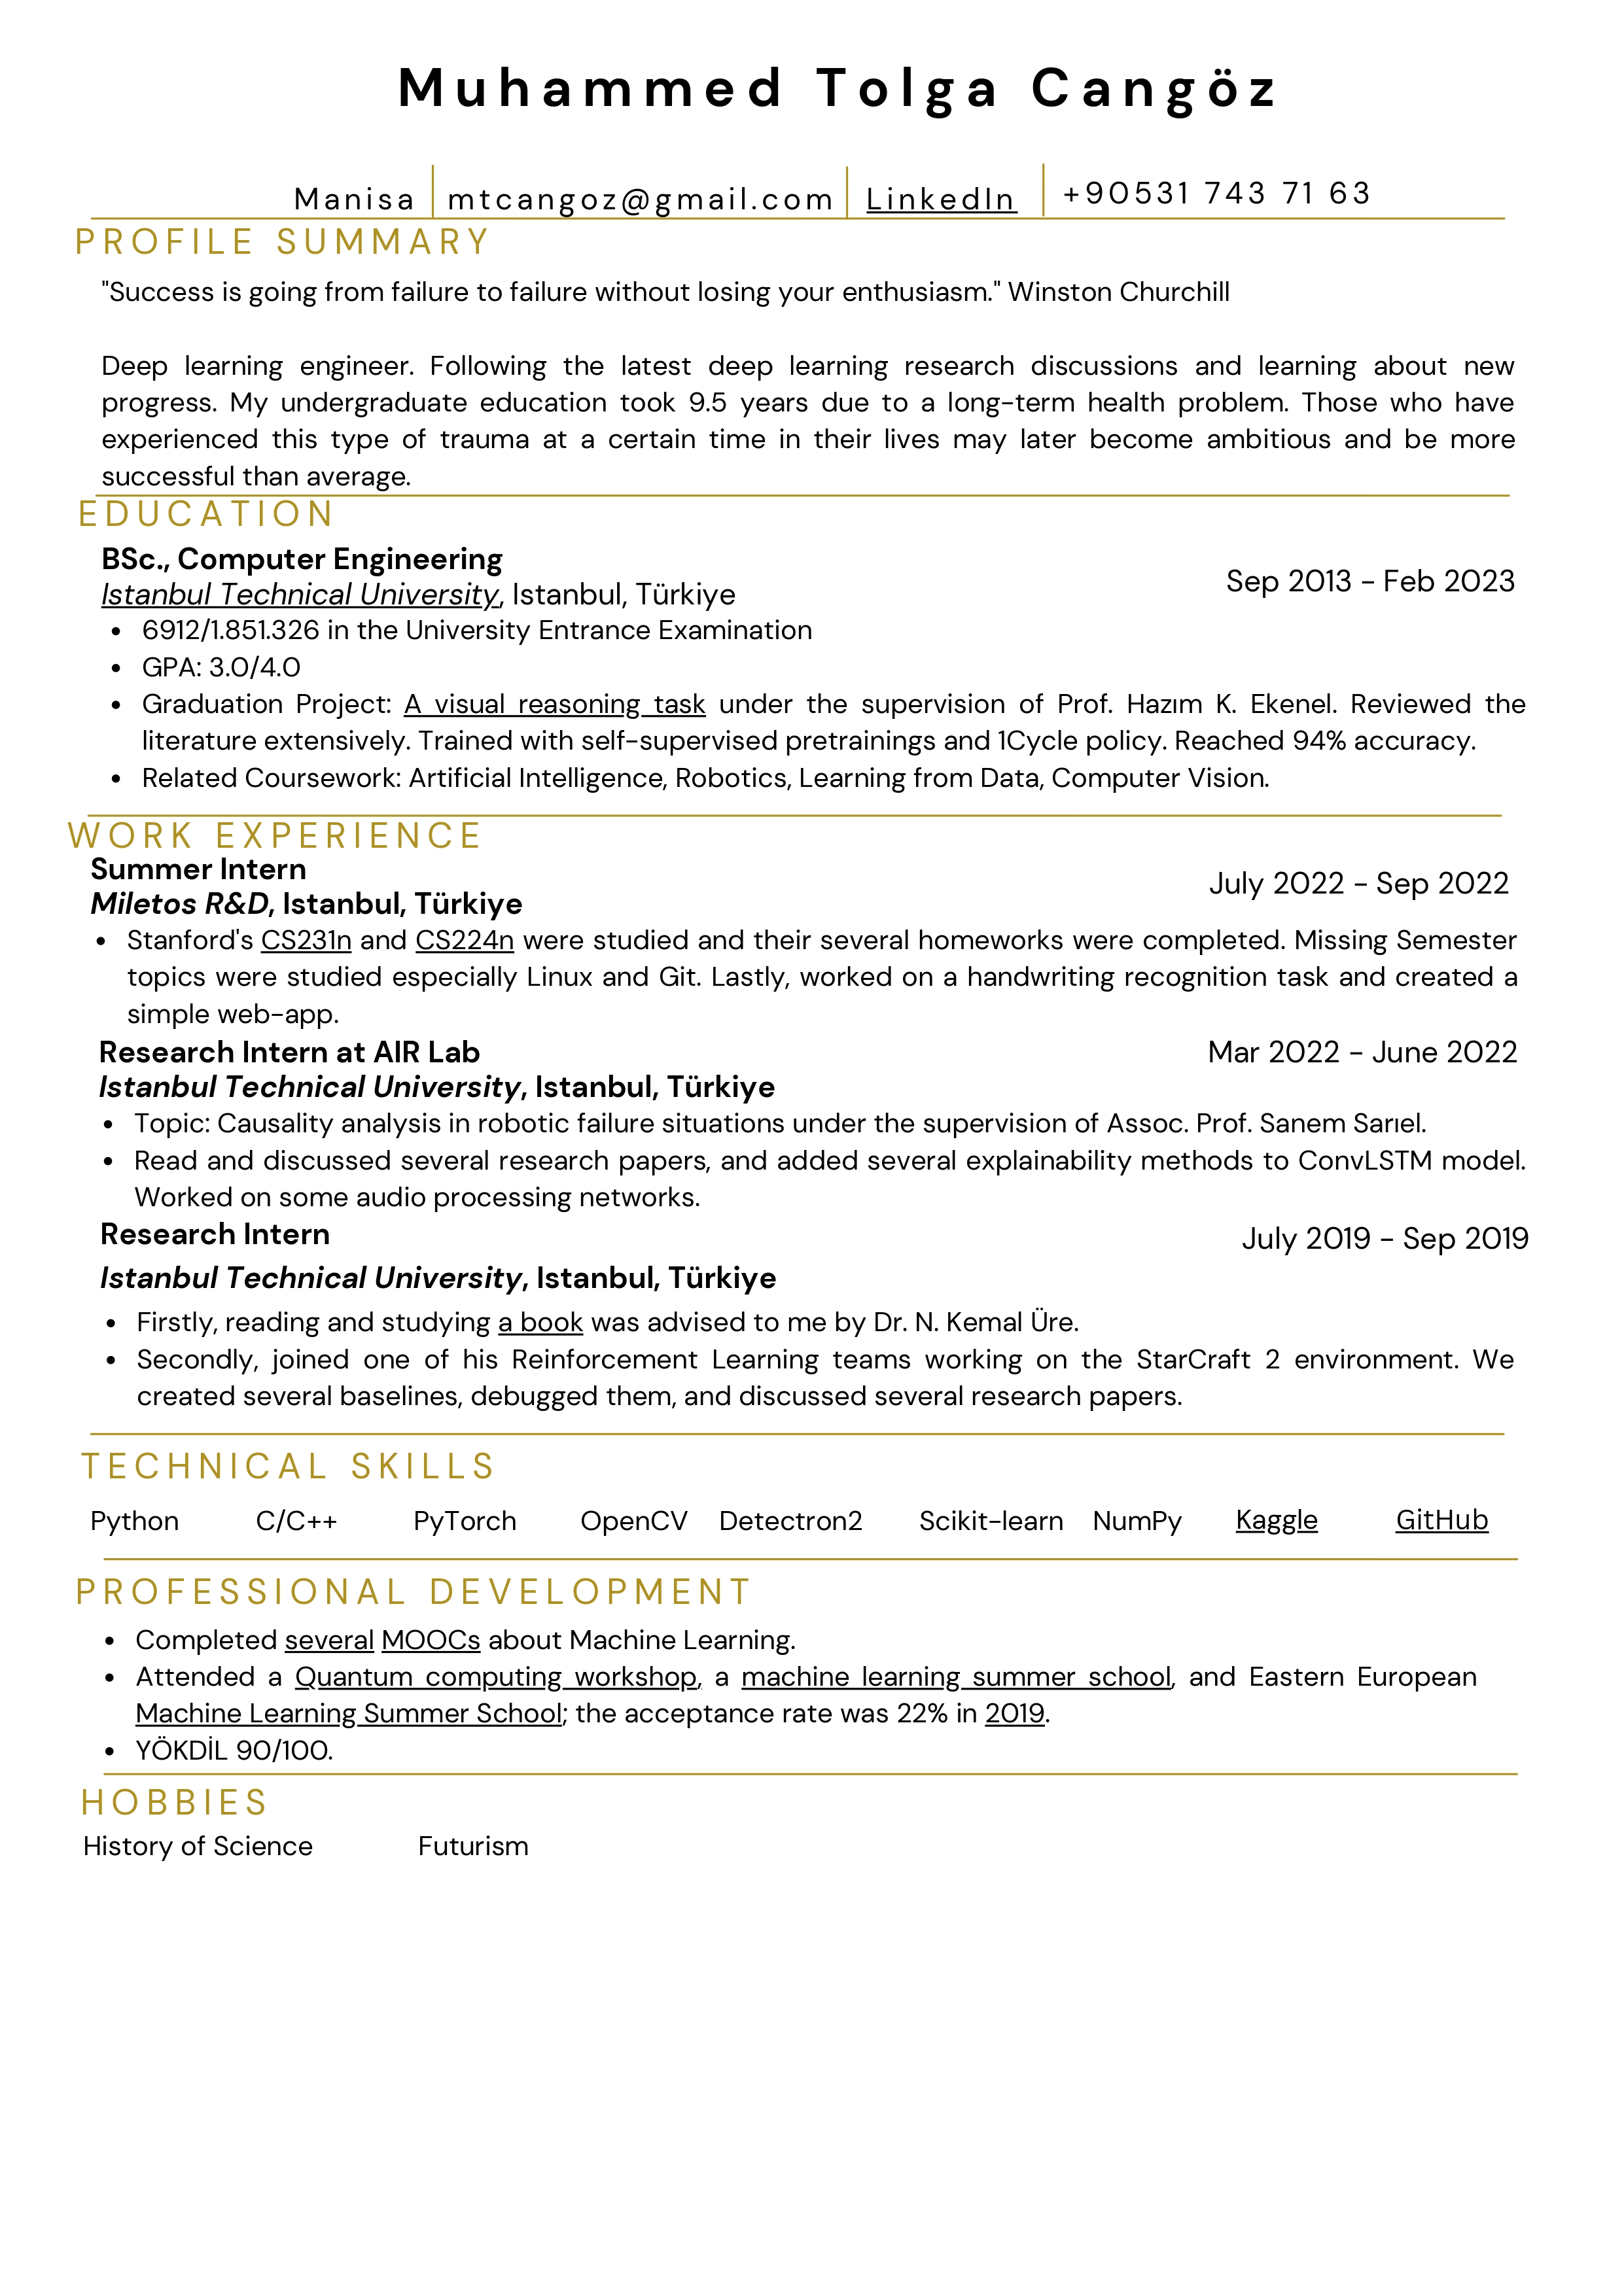 Muhammed Tolga Cangöz
Manisa mtcangoz@gmail.com LinkedIn +90531 743 71 63
PROFILE SUMMARY
"Success is going from failure to failure without losing your enthusiasm." Winston Churchill
Deep learning engineer. Following the latest deep learning research discussions and learning about new
progress. My undergraduate education took 9.5 years due to a long-term health problem. Those who have
experienced this type of trauma at a certain time in their lives may later become ambitious and be more
successful than average.
EDUCATION
BSc., Computer Engineering
Istanbul Technical University, Istanbul, Türkiye
Sep 2013 - Feb 2023
• 6912/1.851.326 in the University Entrance Examination
• GPA: 3.0/4.0
• Graduation Project: A visual reasoning task under the supervision of Prof. Hazım K. Ekenel. Reviewed the
literature extensively. Trained with self-supervised pretrainings and 1Cycle policy. Reached 94% accuracy.
• Related Coursework: Artificial Intelligence, Robotics, Learning from Data, Computer Vision.
WORK EXPERIENCE
Summer Intern
July 2022 - Sep 2022
Miletos R&D, Istanbul, Türkiye
• Stanford's CS231n and CS224n were studied and their several homeworks were completed. Missing Semester
topics were studied especially Linux and Git. Lastly, worked on a handwriting recognition task and created a
simple web-app.
Research Intern at AIR Lab Mar 2022 - June 2022
Istanbul Technical University, Istanbul, Türkiye
• Topic: Causality analysis in robotic failure situations under the supervision of Assoc. Prof. Sanem Sarıel.
• Read and discussed several research papers, and added several explainability methods to ConvLSTM model.
Worked on some audio processing networks.
Research Intern July 2019 - Sep 2019
Istanbul Technical University, Istanbul, Türkiye
• Firstly, reading and studying a book was advised to me by Dr. N. Kemal Üre.
• Secondly, joined one of his Reinforcement Learning teams working on the StarCraft 2 environment. We
created several baselines, debugged them, and discussed several research papers.
TECHNICAL SKILLS
Python C/C++ PyTorch OpenCV Detectron2 Scikit-learn NumPy Kaggle GitHub
PROFESSIONAL DEVELOPMENT
• Completed several MOOCs about Machine Learning.
• Attended a Quantum computing workshop, a machine learning summer school, and Eastern European
Machine Learning Summer School; the acceptance rate was 22% in 2019.
• YÖKDİL 90/100.
HOBBIES
History of Science Futurism